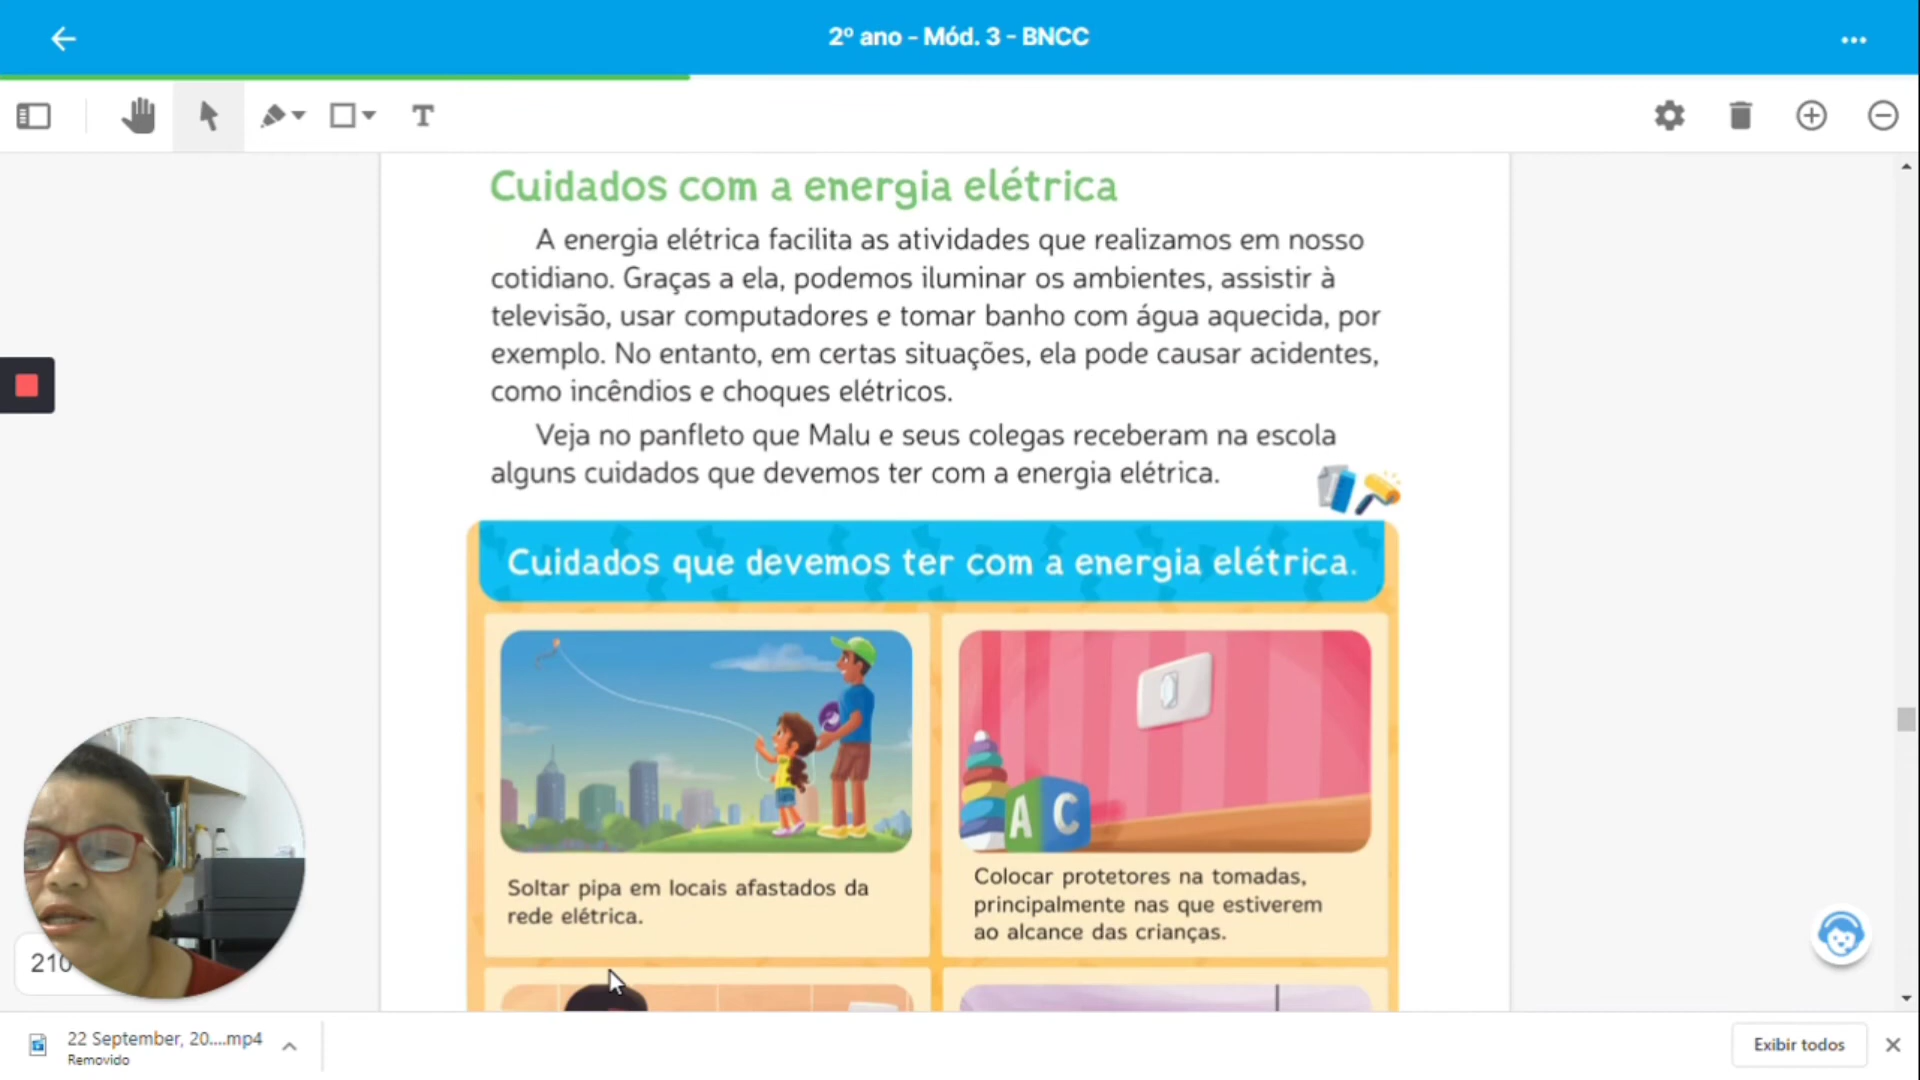 2º ano - Mód. 3 - BNCC
T
Cuidados com a energia elétrica
A energia elétrica facilita as atividades que realizamos em nosso
cotidiano. Graças a ela, podemos iluminar os ambientes, assistir à
televisão, usar computadores e tomar banho com água aquecida, por
exemplo. No entanto, em certas situações, ela pode causar acidentes,
como incêndios e choques elétricos.
Veja no panfleto que Malu e seus colegas receberam na escola
alguns cuidados que devemos ter com a energia elétrica.
Cuidados que devemos ter com a energia elétrica.
A C
Soltar pipa em locais afastados da
rede elétrica.
Colocar protetores na tomadas,
principalmente nas que estiverem
ao alcance das crianças.
210
22 September, 20....mp4
Removido
Exibir todos